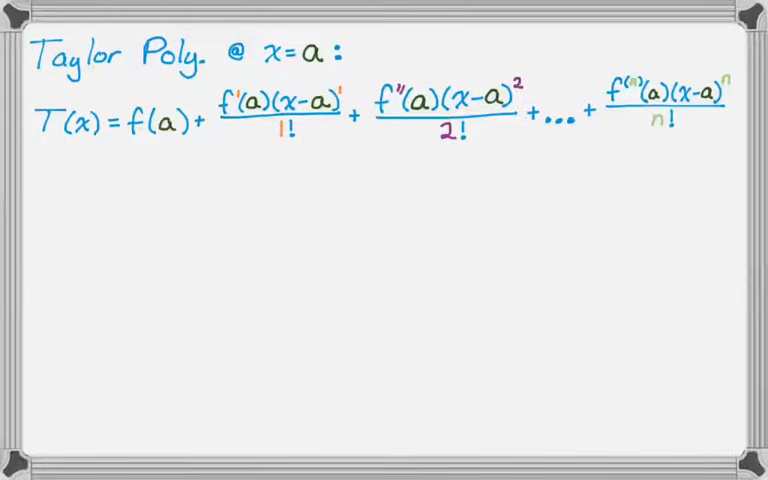 Taylor Poly. @ x=a:
T(x) = f(a) + f'(a)(x-a)¹/1! + f"(a)(x-a)²/2! + ... + f⁽ⁿ⁾(a)(x-a)ⁿ/n!